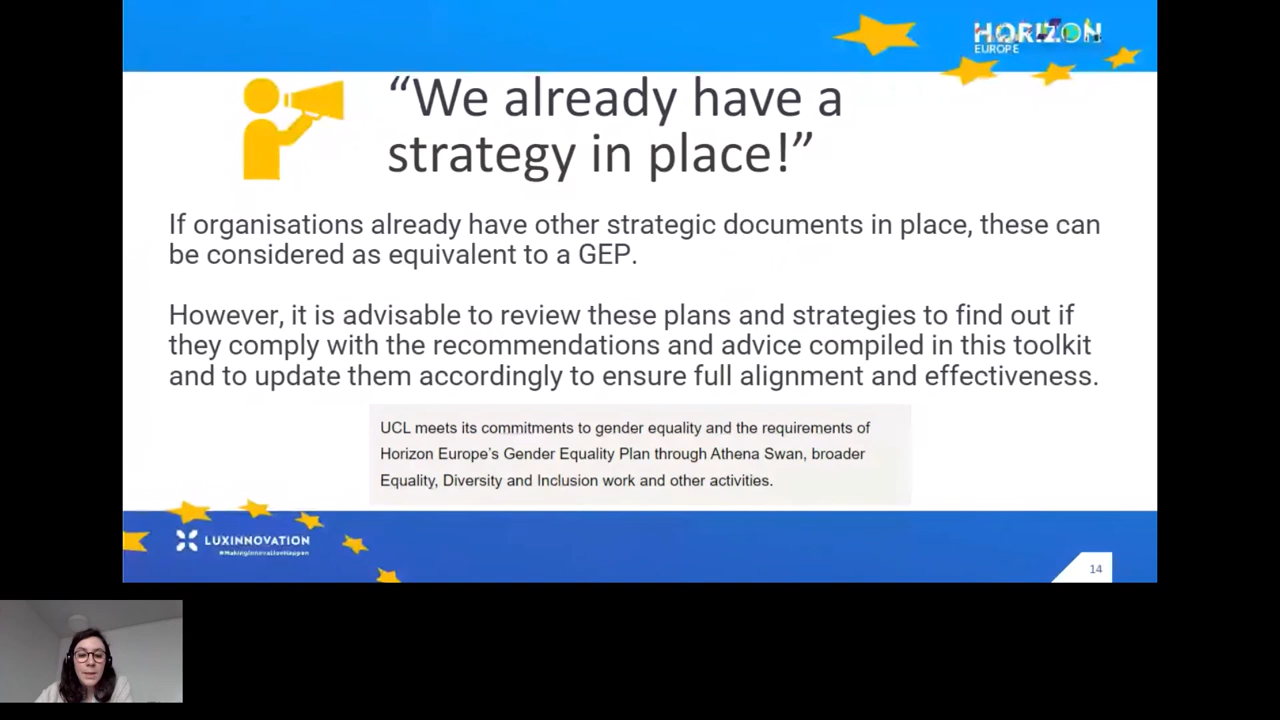 HORIZON
EUROPE
“We already have a
strategy in place!”
If organisations already have other strategic documents in place, these can
be considered as equivalent to a GEP.
However, it is advisable to review these plans and strategies to find out if
they comply with the recommendations and advice compiled in this toolkit
and to update them accordingly to ensure full alignment and effectiveness.
UCL meets its commitments to gender equality and the requirements of
Horizon Europe’s Gender Equality Plan through Athena Swan, broader
Equality, Diversity and Inclusion work and other activities.
LUXINNOVATION
#MakingInnovationHappen
14